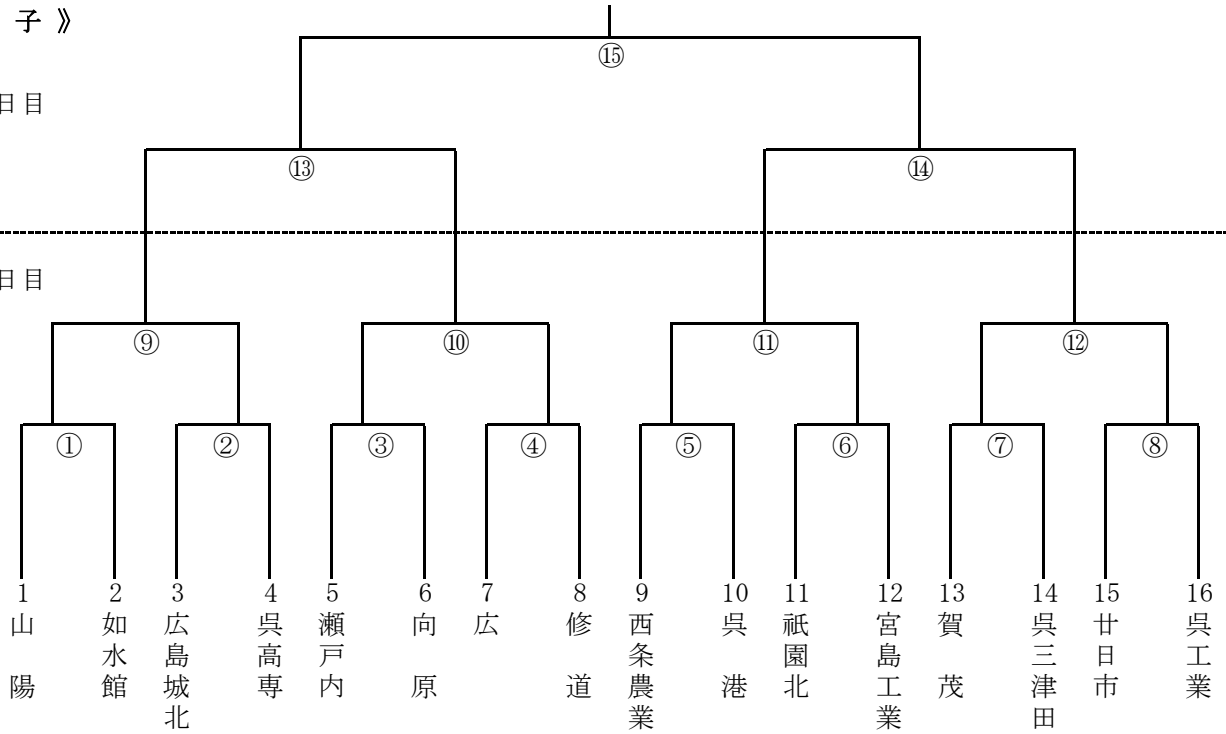 子 》
⑮
日 目
⑬
⑭
日 目
⑨
⑩
⑪
⑫
①
②
③
④
⑤
⑥
⑦
⑧
1
2
3
4
5
6
7
8
9
10
11
12
13
14
15
16
山陽
如水館
広島城北
呉高専
瀬戸内
向原
広
修道
西条農業
呉港
祇園北
宮島工業
賀茂
呉三津田
廿日市
呉工業